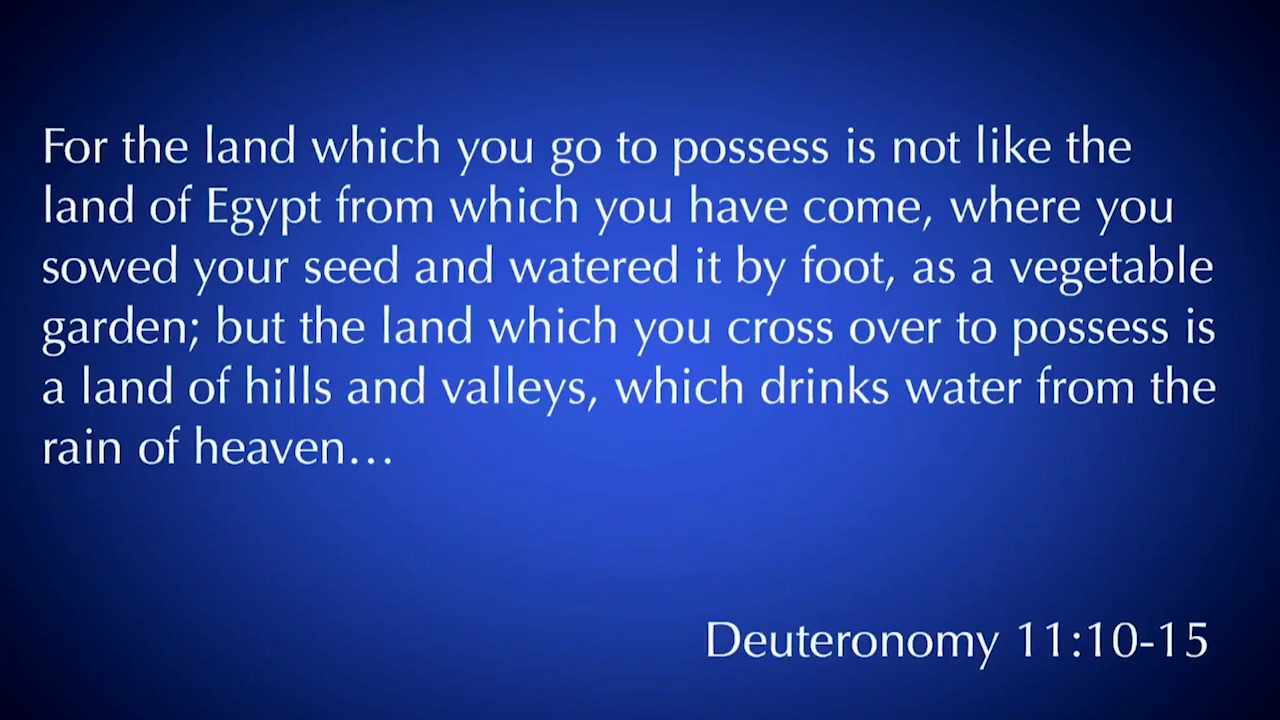 For the land which you go to possess is not like the
land of Egypt from which you have come, where you
sowed your seed and watered it by foot, as a vegetable
garden; but the land which you cross over to possess is
a land of hills and valleys, which drinks water from the
rain of heaven…
Deuteronomy 11:10-15